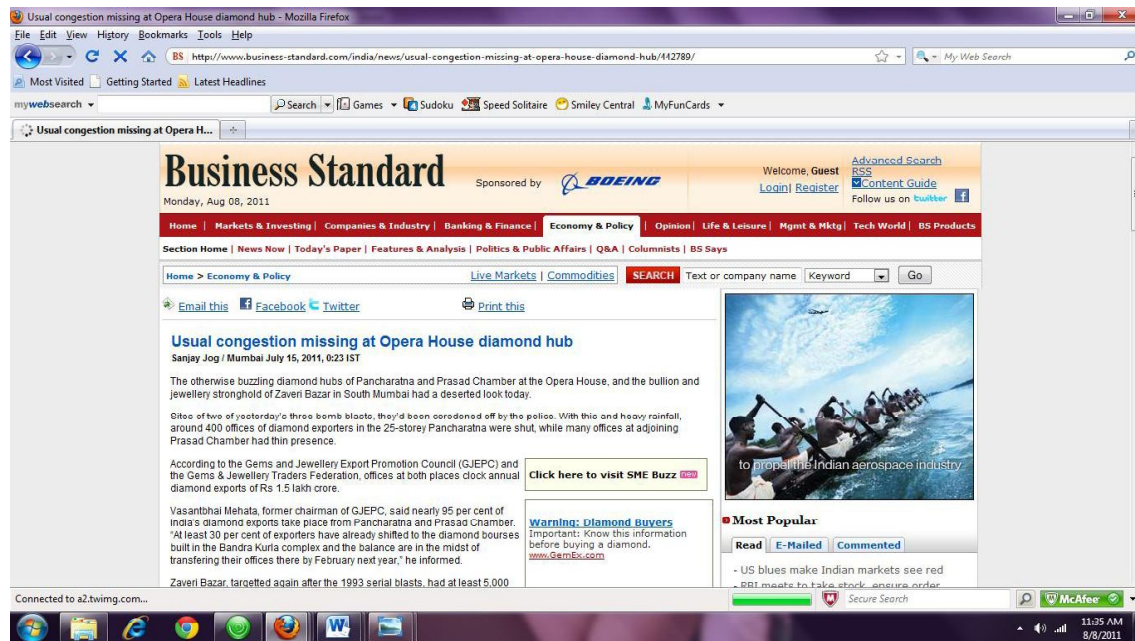 Usual congestion missing at Opera House diamond hub - Mozilla Firefox
File Edit View History Bookmarks Tools Help
BS http://www.business-standard.com/india/news/usual-congestion-missing-at-opera-house-diamond-hub/442789/ My Web Search
Most Visited Getting Started Latest Headlines
mywebsearch Search Games Sudoku Speed Solitaire Smiley Central MyFunCards
Usual congestion missing at Opera H...
Business Standard Sponsored by BOEING
Monday, Aug 08, 2011
Welcome, Guest
Login| Register
Advanced Search
RSS
Content Guide
Follow us on twitter
Home | Markets & Investing| Companies & Industry| Banking & Finance| Economy & Policy | Opinion| Life & Leisure| Mgmt & Mktg| Tech World| BS Products
Section Home | News Now | Today's Paper | Features & Analysis | Politics & Public Affairs | Q&A | Columnists | BS Says
Home > Economy & Policy Live Markets | Commodities SEARCH Text or company name Keyword Go
Email this Facebook Twitter Print this
Usual congestion missing at Opera House diamond hub
Sanjay Jog / Mumbai July 15, 2011, 0:23 IST
The otherwise buzzling diamond hubs of Pancharatna and Prasad Chamber at the Opera House, and the bullion and
jewellery stronghold of Zaveri Bazar in South Mumbai had a deserted look today.
Sites of two of yesterday's three bomb blasts, they'd been cordoned off by the police. With this and heavy rainfall,
around 400 offices of diamond exporters in the 25-storey Pancharatna were shut, while many offices at adjoining
Prasad Chamber had thin presence.
According to the Gems and Jewellery Export Promotion Council (GJEPC) and
the Gems & Jewellery Traders Federation, offices at both places clock annual
diamond exports of Rs 1.5 lakh crore.
Vasantbhai Mehata, former chairman of GJEPC, said nearly 95 per cent of
India's diamond exports take place from Pancharatna and Prasad Chamber.
"At least 30 per cent of exporters have already shifted to the diamond bourses
built in the Bandra Kurla complex and the balance are in the midst of
transfering their offices there by February next year," he informed.
Zaveri Bazar, targetted again after the 1993 serial blasts, had at least 5,000
Click here to visit SME Buzz new
Warning: Diamond Buyers
Important: Know this information
before buying a diamond.
www.GemEx.com
to propel the Indian aerospace industry
Most Popular
Read E-Mailed Commented
- US blues make Indian markets see red
- RBI meets to take stock, ensure order
Connected to a2.twimg.com... Secure Search McAfee
11:35 AM
8/8/2011